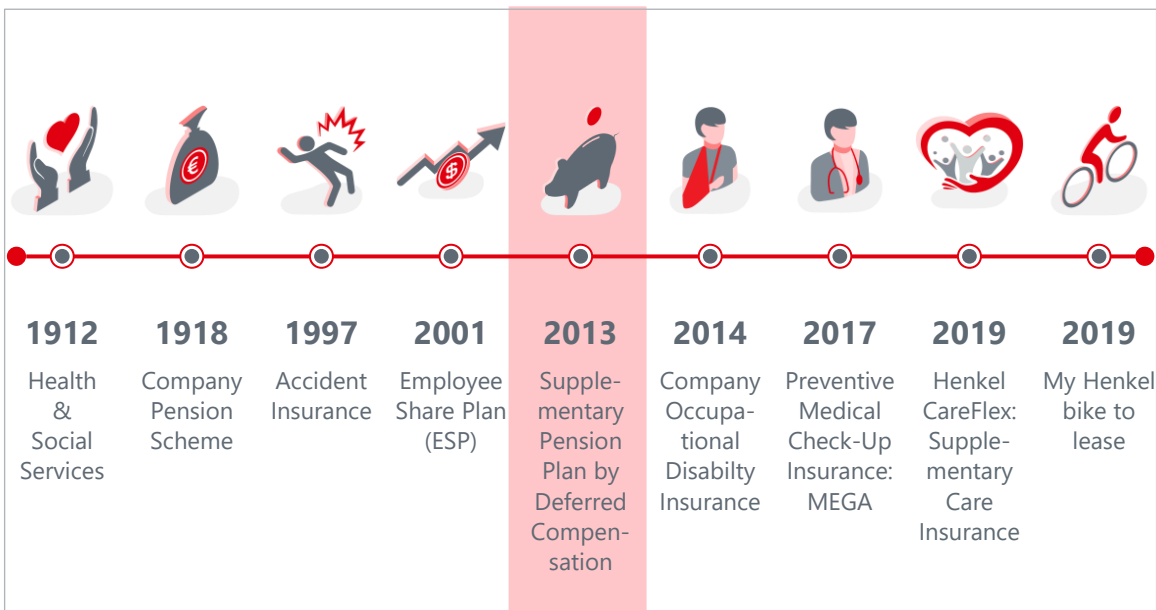 1912
Health
&
Social
Services
1918
Company
Pension
Scheme
1997
Accident
Insurance
2001
Employee
Share Plan
(ESP)
2013
Supple-
mentary
Pension
Plan by
Deferred
Compen-
sation
2014
Company
Occupa-
tional
Disabilty
Insurance
2017
Preventive
Medical
Check-Up
Insurance:
MEGA
2019
Henkel
CareFlex:
Supple-
mentary
Care
Insurance
2019
My Henkel
bike to
lease
€
$